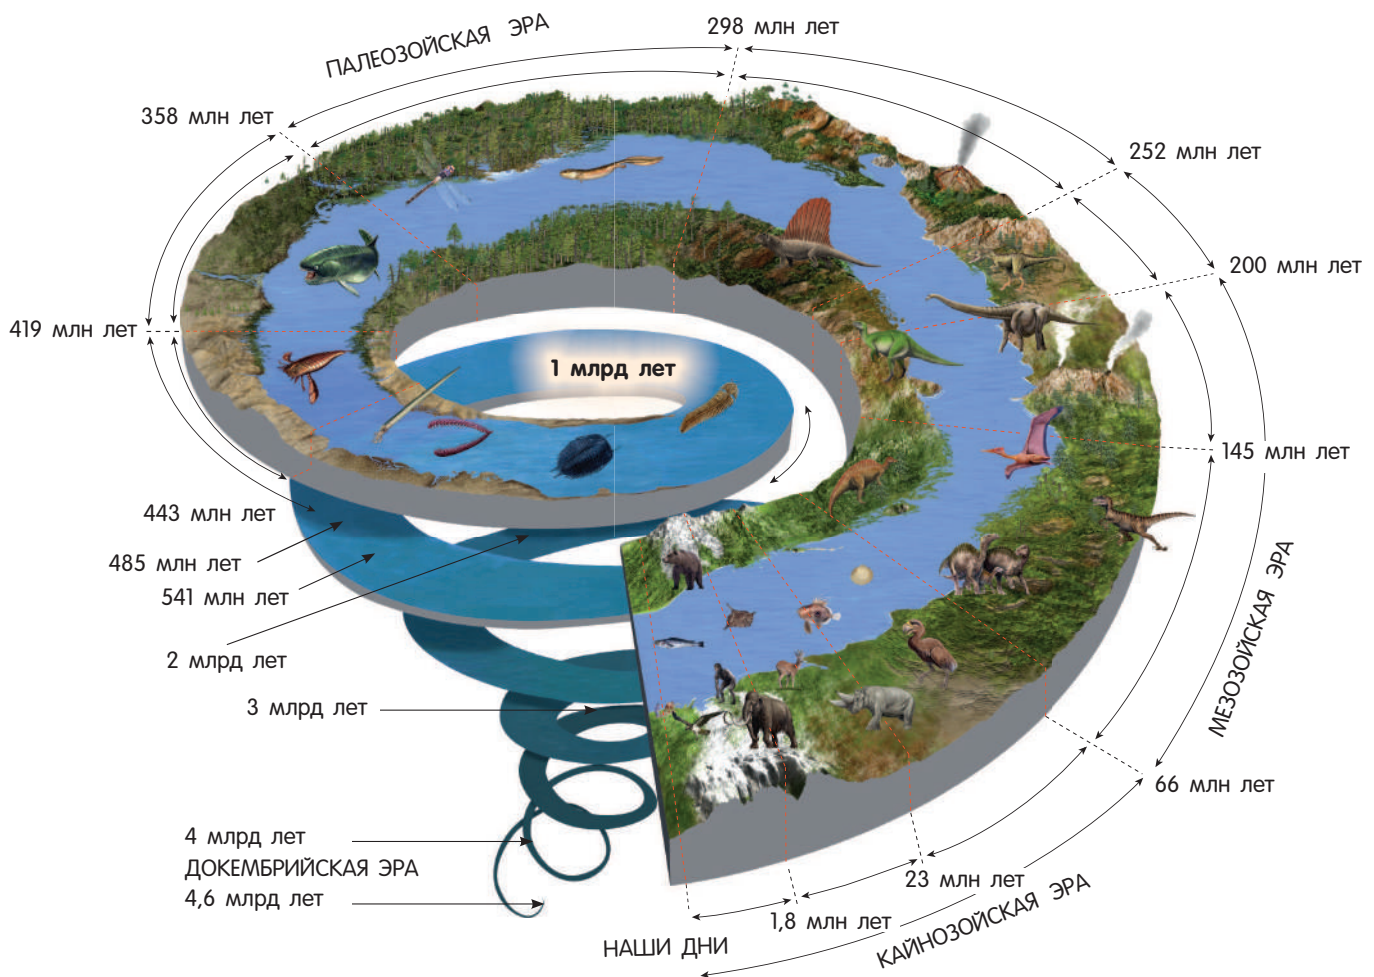 ПАЛЕОЗОЙСКАЯ ЭРА
298 млн лет
358 млн лет
252 млн лет
200 млн лет
419 млн лет
1 млрд лет
145 млн лет
443 млн лет
485 млн лет
541 млн лет
2 млрд лет
МЕЗОЗОЙСКАЯ ЭРА
3 млрд лет
66 млн лет
4 млрд лет
ДОКЕМБРИЙСКАЯ ЭРА
4,6 млрд лет
23 млн лет
1,8 млн лет
КАЙНОЗОЙСКАЯ ЭРА
НАШИ ДНИ